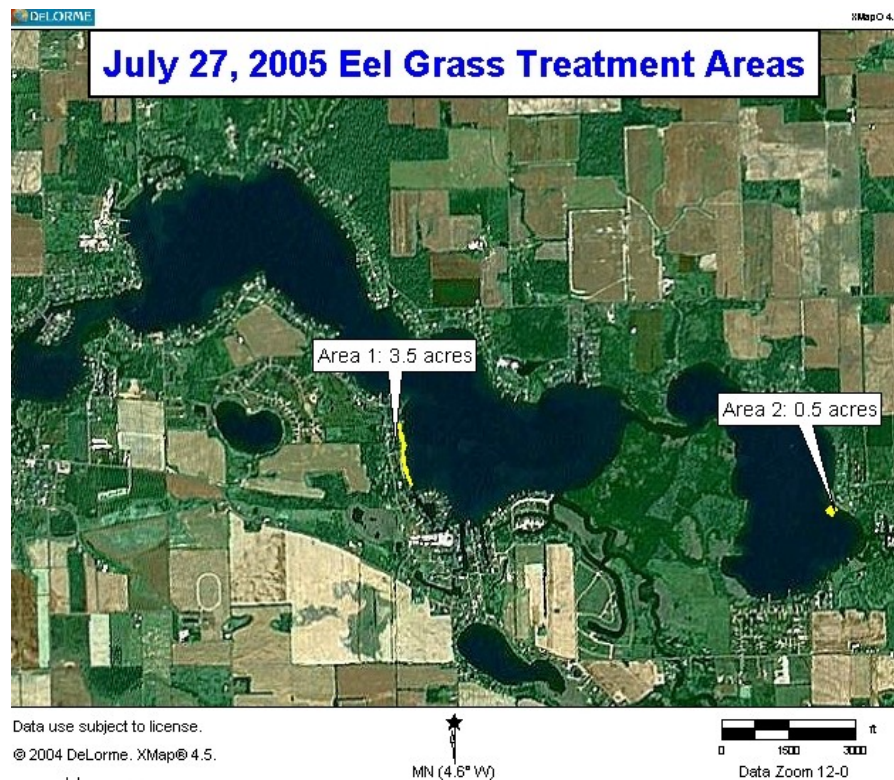 DELORME
XMap® 4.
July 27, 2005 Eel Grass Treatment Areas
Area 1: 3.5 acres
Area 2: 0.5 acres
Data use subject to license.
© 2004 DeLorme. XMap® 4.5.
MN (4.6° W)
ft
0 1500 3000
Data Zoom 12-0